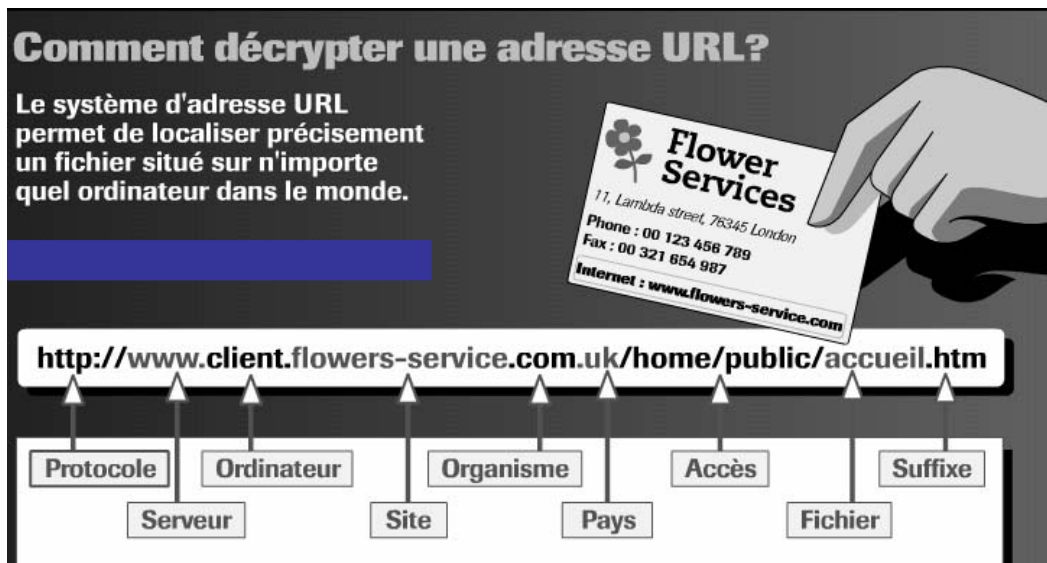 Comment décrypter une adresse URL?
Le système d'adresse URL
permet de localiser précisement
un fichier situé sur n'importe
quel ordinateur dans le monde.
Flower
Services
11, Lambda street, 76345 London
Phone : 00 123 456 789
Fax : 00 321 654 987
Internet : www.flowers-service.com
http://www.client.flowers-service.com.uk/home/public/accueil.htm
Protocole Ordinateur Organisme Accès Suffixe
Serveur Site Pays Fichier